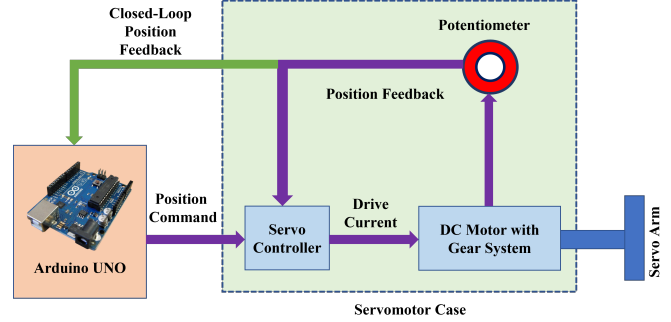 Closed-Loop
Position
Feedback
Potentiometer
Position Feedback
Position
Command
Drive
Current
Servo
Controller
DC Motor with
Gear System
Servo Arm
Arduino UNO
Servomotor Case